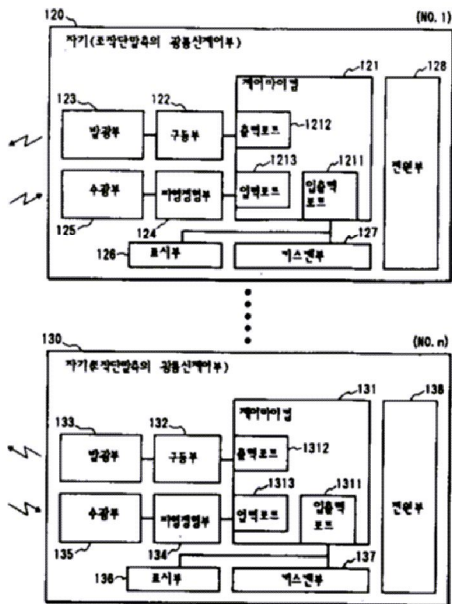 120
(NO.1)
자기(조작단말측의 광통신제어부)
121
128
123
122
제어마이컴
발광부
구동부
출력포트
1212
1213
1211
수광부
파형정형부
입력포트
입출력
포트
전원부
125
124
127
126
표시부
키스캔부
130
(NO.m)
자기(조작단말측의 광통신제어부)
131
138
133
132
제어마이컴
발광부
구동부
출력포트
1312
1313
1311
수광부
파형정형부
입력포트
입출력
포트
전원부
135
134
137
136
표시부
키스캔부